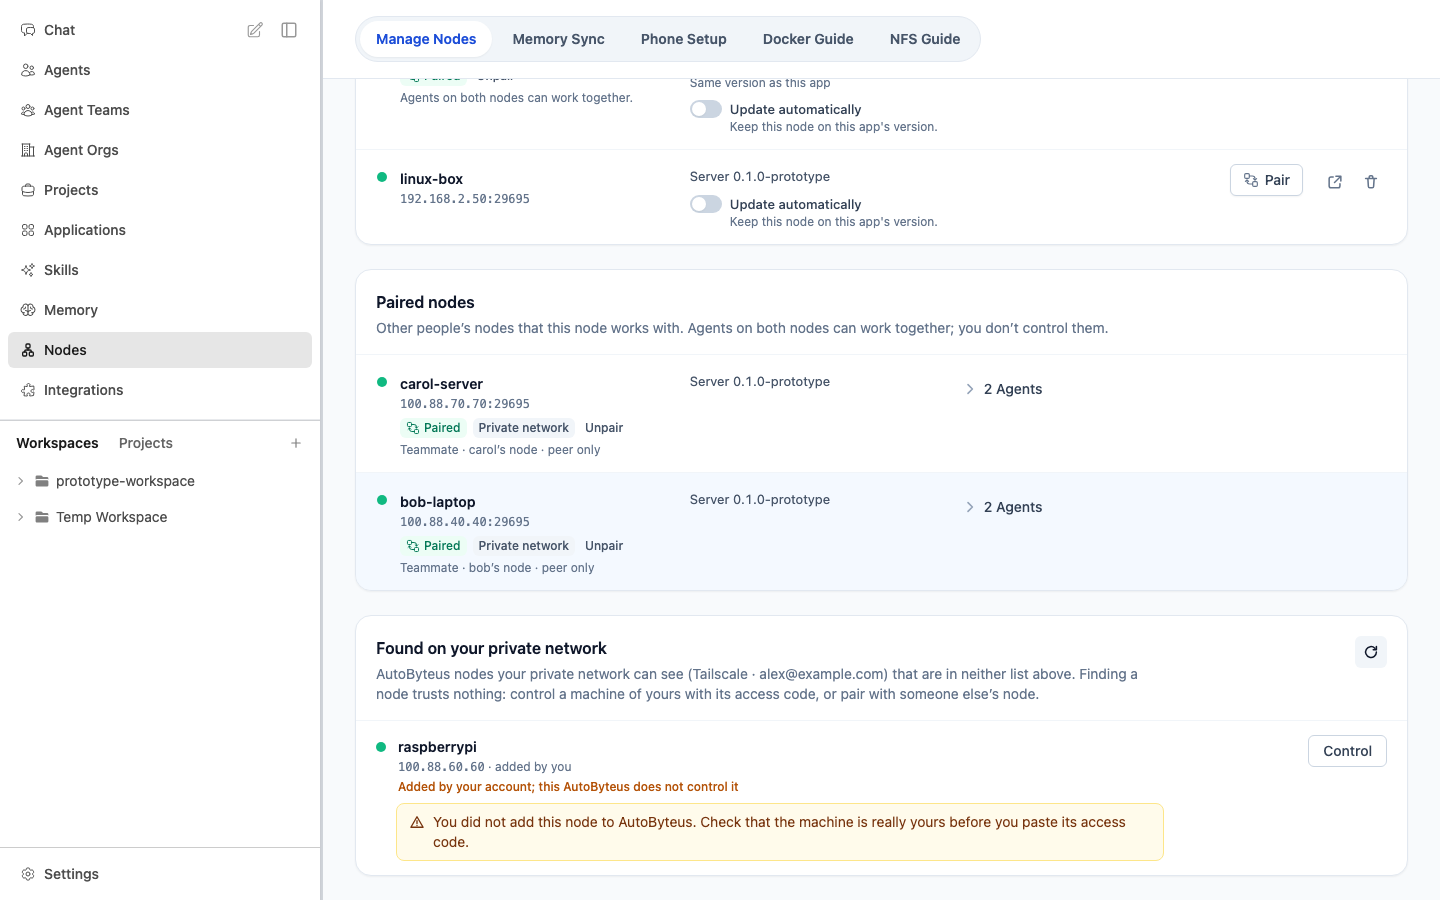 Chat
Agents
Agent Teams
Agent Orgs
Projects
Applications
Skills
Memory
Nodes
Integrations
Workspaces Projects
prototype-workspace
Temp Workspace
Settings
Manage Nodes Memory Sync Phone Setup Docker Guide NFS Guide
Paired Unpair
Agents on both nodes can work together.
Same version as this app
Update automatically
Keep this node on this app's version.
linux-box
192.168.2.50:29695
Server 0.1.0-prototype
Update automatically
Keep this node on this app's version.
Pair
Paired nodes
Other people's nodes that this node works with. Agents on both nodes can work together; you don't control them.
carol-server
100.88.70.70:29695
Paired Private network Unpair
Teammate · carol's node · peer only
Server 0.1.0-prototype
2 Agents
bob-laptop
100.88.40.40:29695
Paired Private network Unpair
Teammate · bob's node · peer only
Server 0.1.0-prototype
2 Agents
Found on your private network
AutoByteus nodes your private network can see (Tailscale · alex@example.com) that are in neither list above. Finding a
node trusts nothing: control a machine of yours with its access code, or pair with someone else's node.
raspberrypi
100.88.60.60 · added by you
Added by your account; this AutoByteus does not control it
Control
You did not add this node to AutoByteus. Check that the machine is really yours before you paste its access
code.